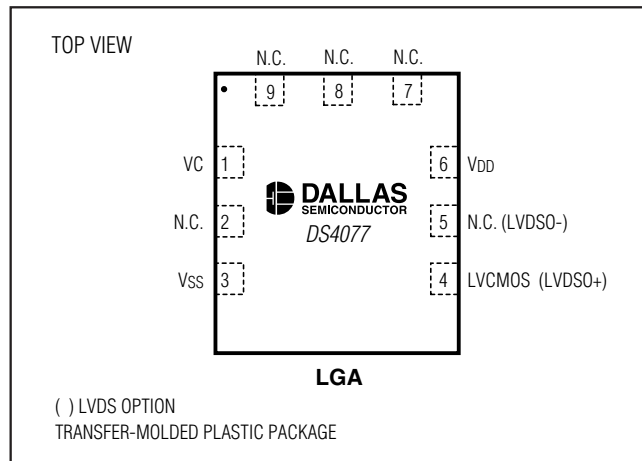 TOP VIEW
N.C. N.C. N.C.
9 8 7
VC 1 6 VDD
DALLAS
SEMICONDUCTOR
N.C. 2 5 N.C. (LVDSO-)
DS4077
VSS 3 4 LVCMOS (LVDSO+)
LGA
( ) LVDS OPTION
TRANSFER-MOLDED PLASTIC PACKAGE